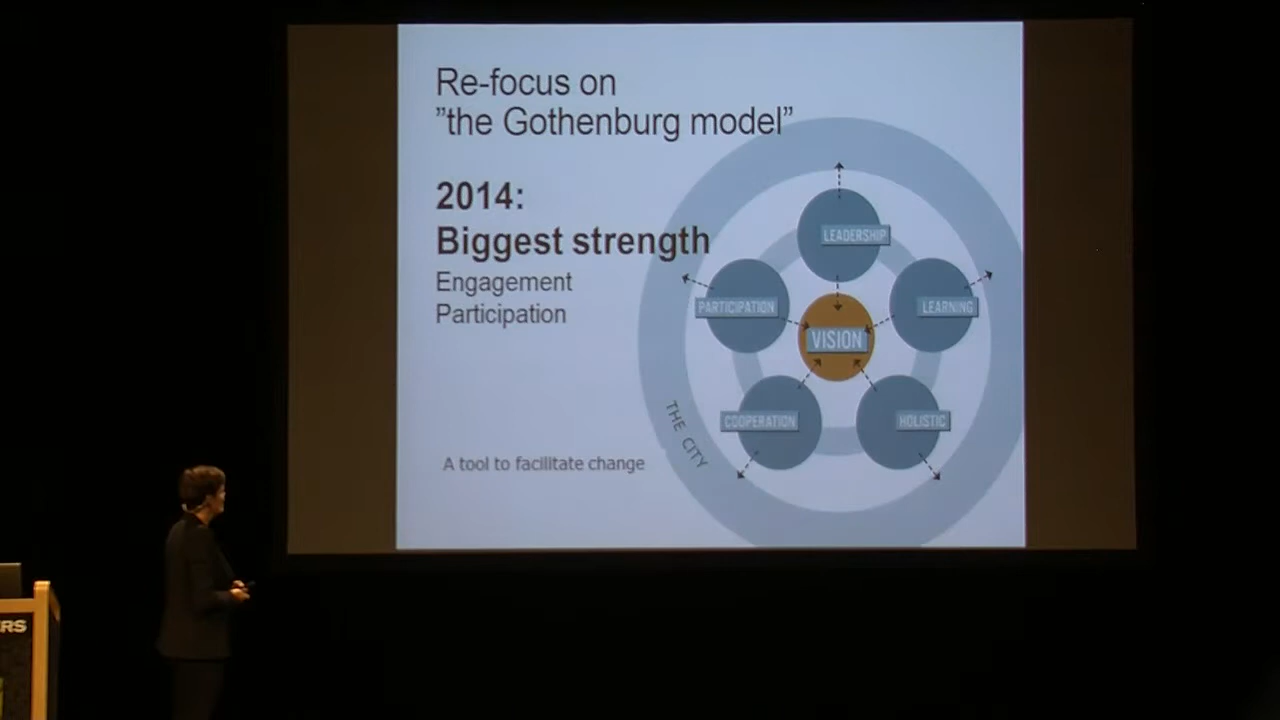 Re-focus on
”the Gothenburg model”
2014:
Biggest strength
Engagement
Participation
A tool to facilitate change
LEADERSHIP
PARTICIPATION
LEARNING
VISION
COOPERATION
HOLISTIC
THE CITY
RS